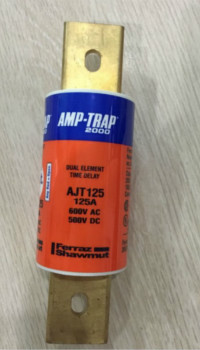 AMP-TRAP
2000
DUAL ELEMENT
TIME DELAY
AJT125
125A
600V AC
500V DC
Ferraz
Shawmut